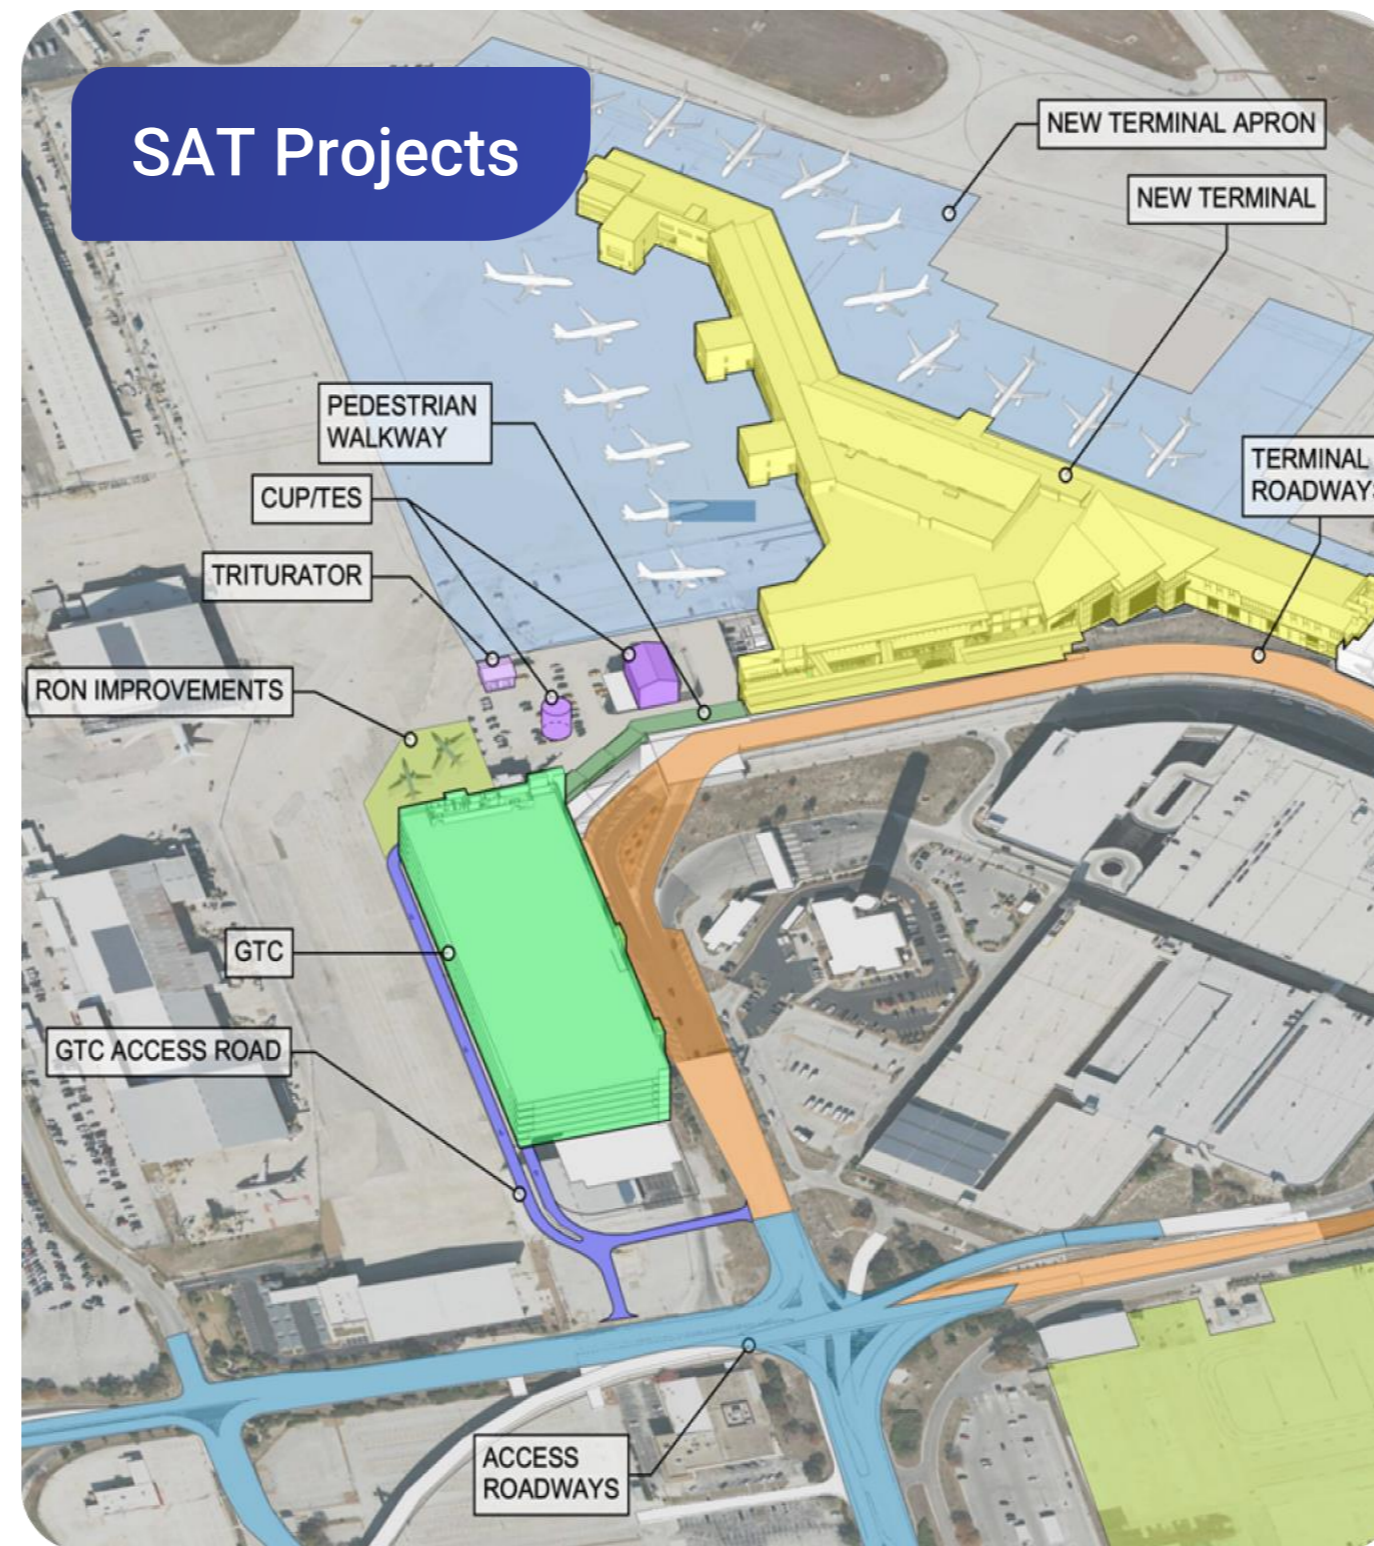 SAT Projects
NEW TERMINAL APRON
NEW TERMINAL
PEDESTRIAN
WALKWAY
TERMINAL
ROADWAYS
CUP/TES
TRITURATOR
RON IMPROVEMENTS
GTC
GTC ACCESS ROAD
ACCESS
ROADWAYS